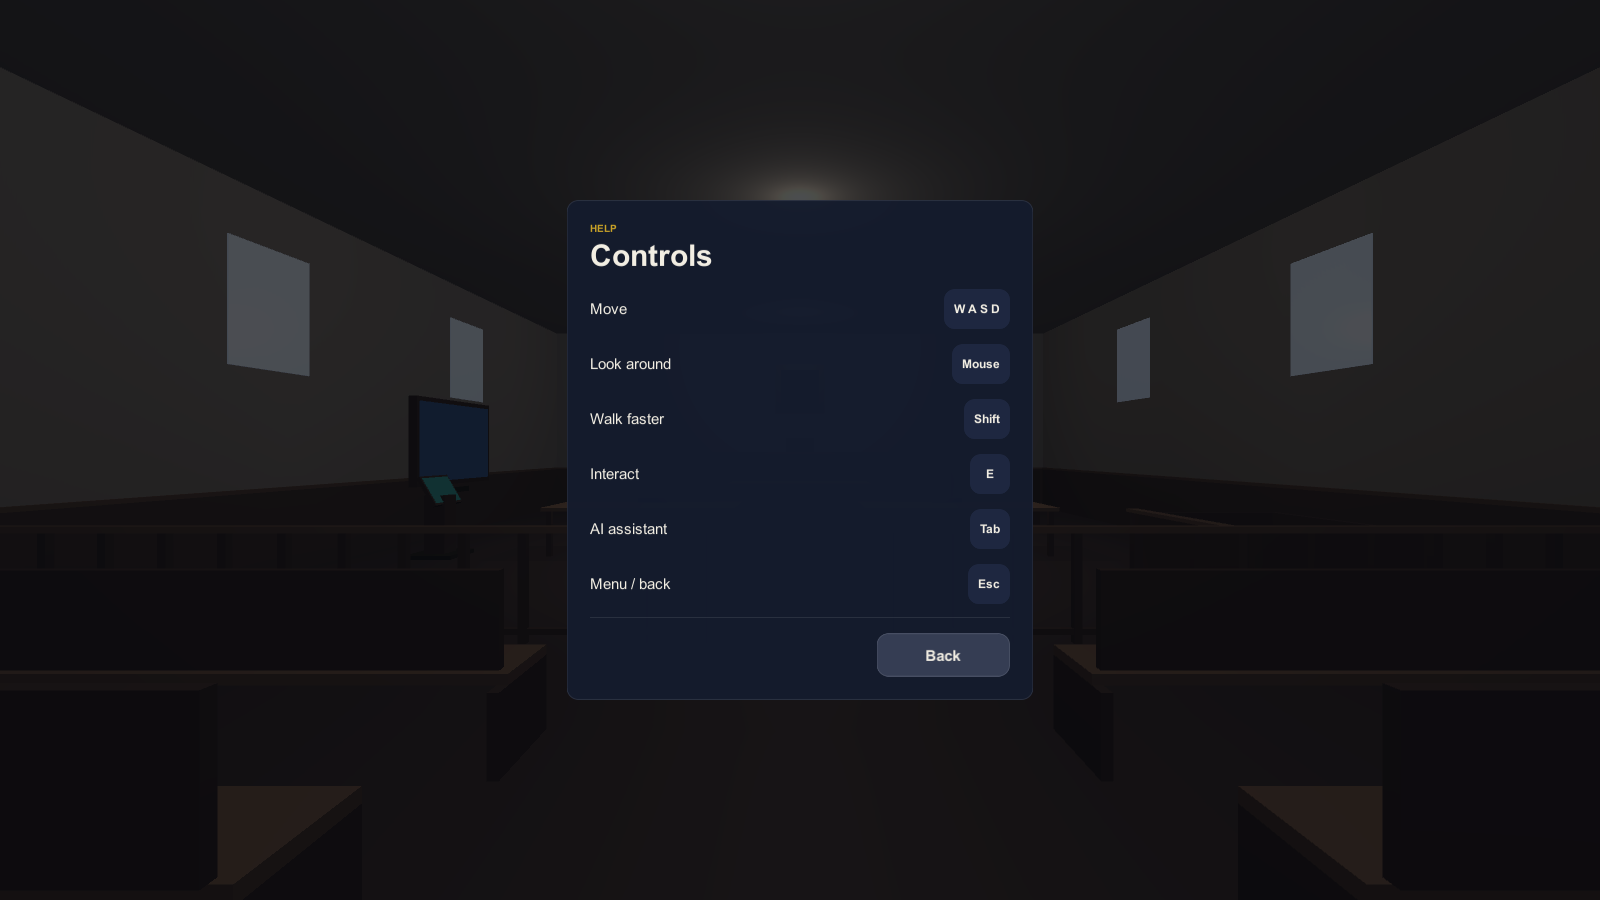 HELP
Controls
Move W A S D
Look around Mouse
Walk faster Shift
Interact E
AI assistant Tab
Menu / back Esc
Back